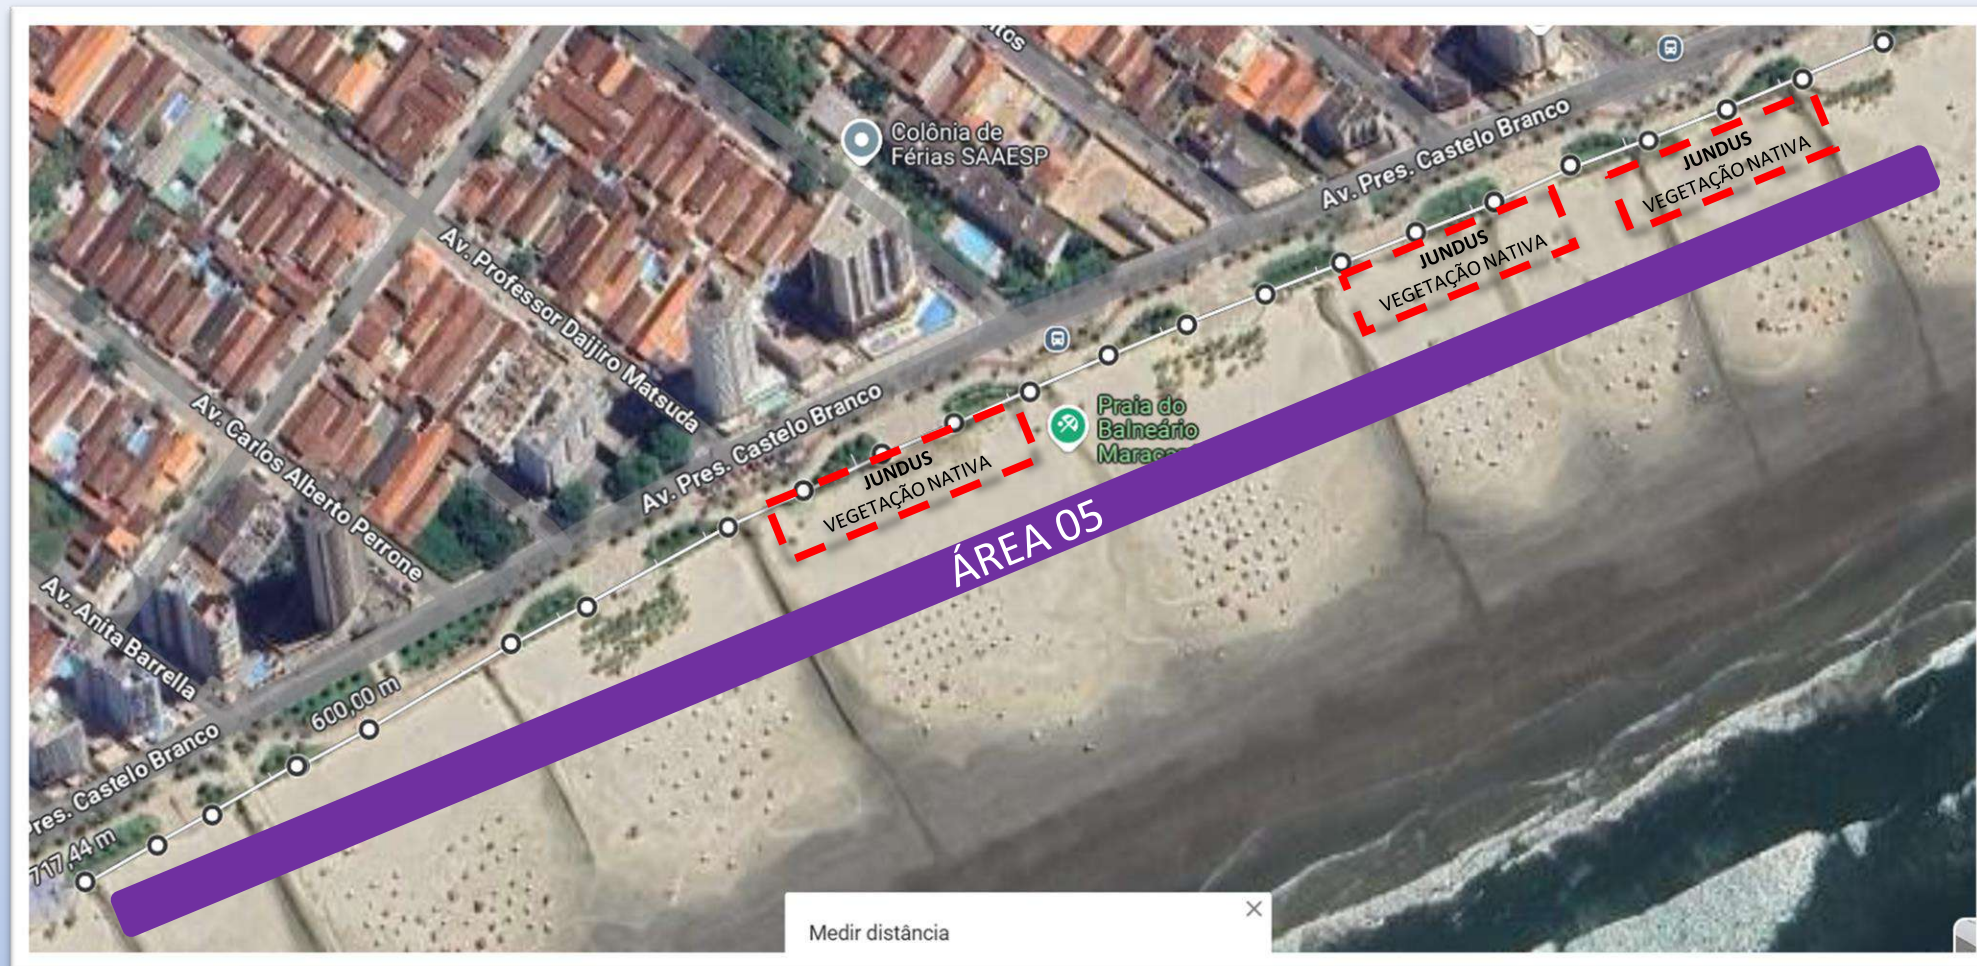 Colônia de
Férias SAAESP
Av. Pres. Castelo Branco
JUNDUS
VEGETAÇÃO NATIVA
JUNDUS
VEGETAÇÃO NATIVA
Av. Professor Daijiro Matsuda
Praia do
Balneário
Av. Pres. Castelo Branco
JUNDUS
VEGETAÇÃO NATIVA
Av. Carlos Alberto Perrone
ÁREA 05
Av. Anita Barrella
600,00 m
Pres. Castelo Branco
717,44 m
Medir distância